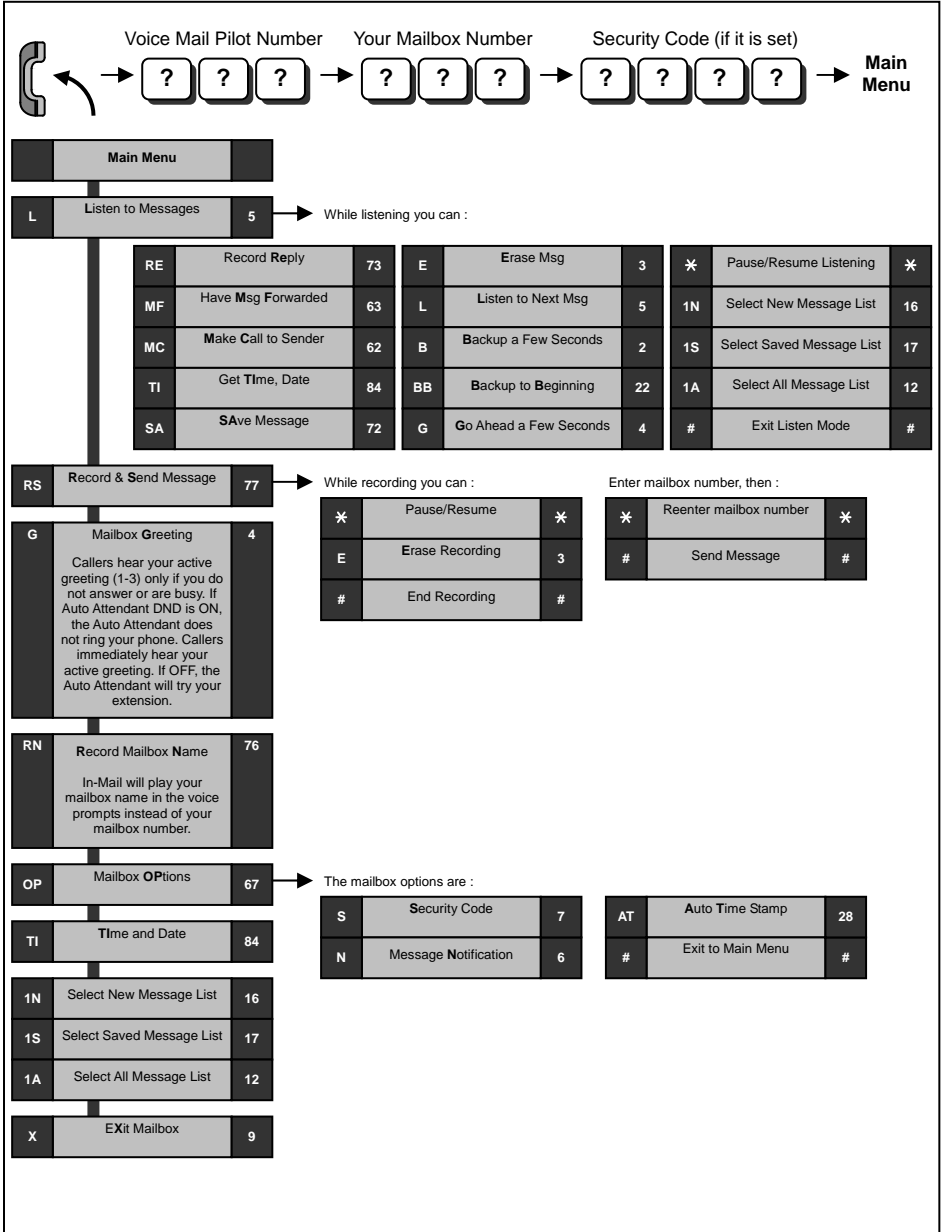 Voice Mail Pilot Number Your Mailbox Number Security Code (if it is set)
? ? ? ? ? ? ? ? ? ? Main
Menu
Main Menu
L Listen to Messages 5 While listening you can :
RE Record Reply 73 E Erase Msg 3 * Pause/Resume Listening *
MF Have Msg Forwarded 63 L Listen to Next Msg 5 1N Select New Message List 16
MC Make Call to Sender 62 B Backup a Few Seconds 2 1S Select Saved Message List 17
TI Get TIme, Date 84 BB Backup to Beginning 22 1A Select All Message List 12
SA SAve Message 72 G Go Ahead a Few Seconds 4 # Exit Listen Mode #
RS Record & Send Message 77 While recording you can : Enter mailbox number, then :
* Pause/Resume * * Reenter mailbox number *
E Erase Recording 3 # Send Message #
# End Recording #
G Mailbox Greeting 4
Callers hear your active
greeting (1-3) only if you do
not answer or are busy. If
Auto Attendant DND is ON,
the Auto Attendant does
not ring your phone. Callers
immediately hear your
active greeting. If OFF, the
Auto Attendant will try your
extension.
RN Record Mailbox Name 76
In-Mail will play your
mailbox name in the voice
prompts instead of your
mailbox number.
OP Mailbox OPtions 67 The mailbox options are :
S Security Code 7 AT Auto Time Stamp 28
N Message Notification 6 # Exit to Main Menu #
TI TIme and Date 84
1N Select New Message List 16
1S Select Saved Message List 17
1A Select All Message List 12
X EXit Mailbox 9